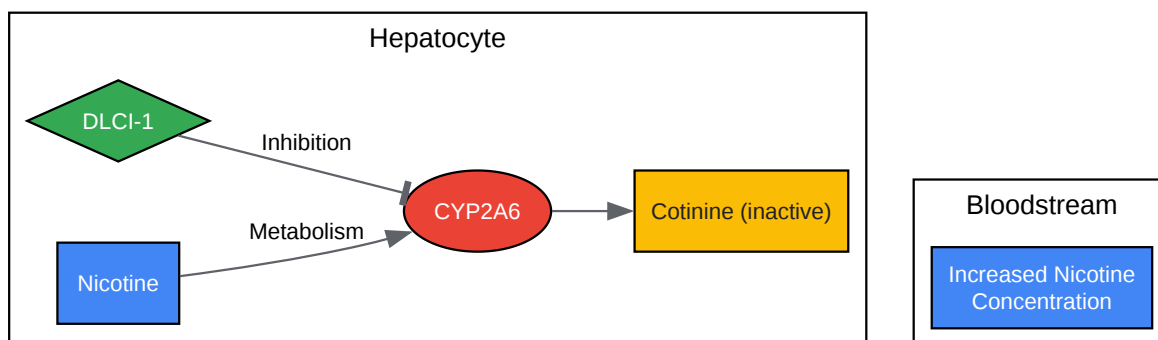 Hepatocyte
DLCI-1
Inhibition
CYP2A6
Cotinine (inactive)
Metabolism
Nicotine
Bloodstream
Increased Nicotine
Concentration